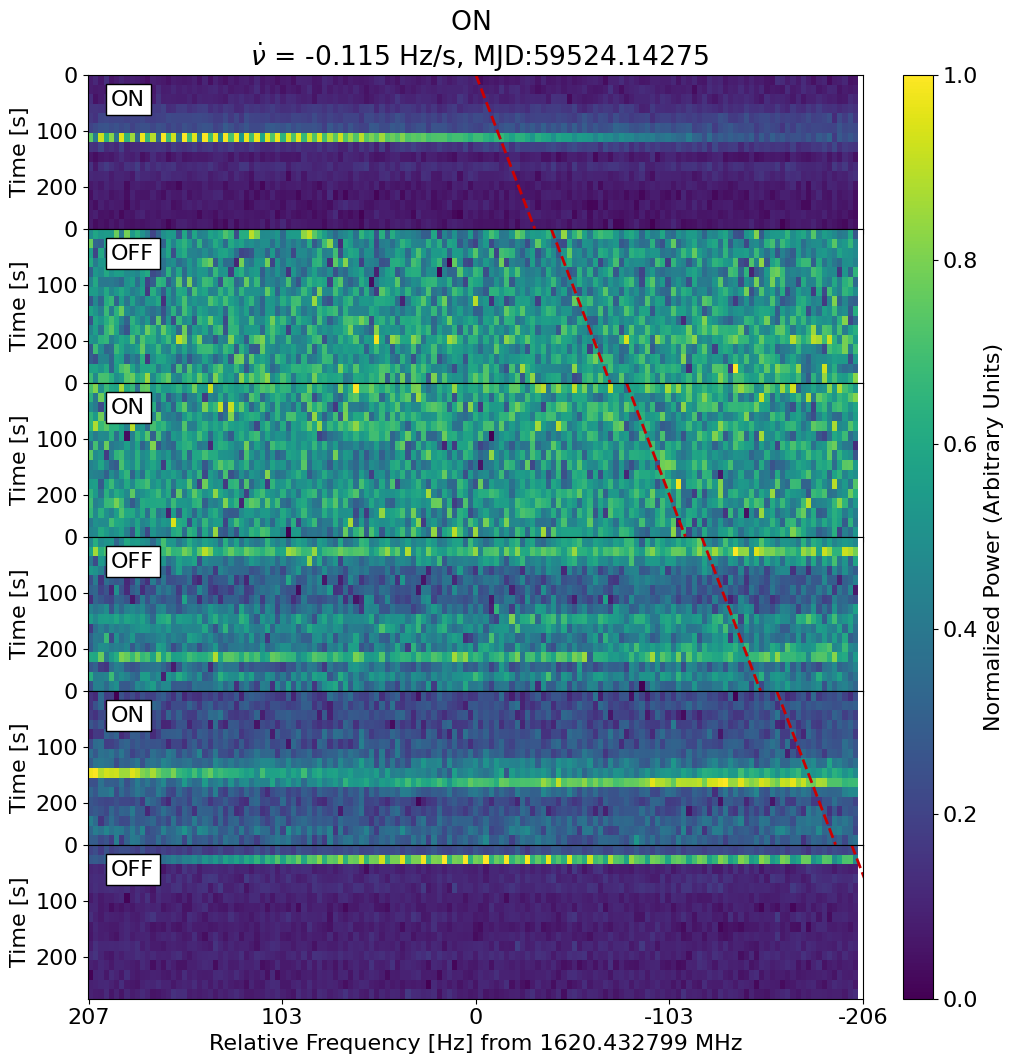 ON
ν̇ = -0.115 Hz/s, MJD:59524.14275
0
ON
100
200
Time [s]
0
OFF
100
200
Time [s]
0
ON
100
200
Time [s]
0
OFF
100
200
Time [s]
0
ON
100
200
Time [s]
0
OFF
100
200
Time [s]
207 103 0 -103 -206
Relative Frequency [Hz] from 1620.432799 MHz
1.0
0.8
0.6
0.4
0.2
0.0
Normalized Power (Arbitrary Units)